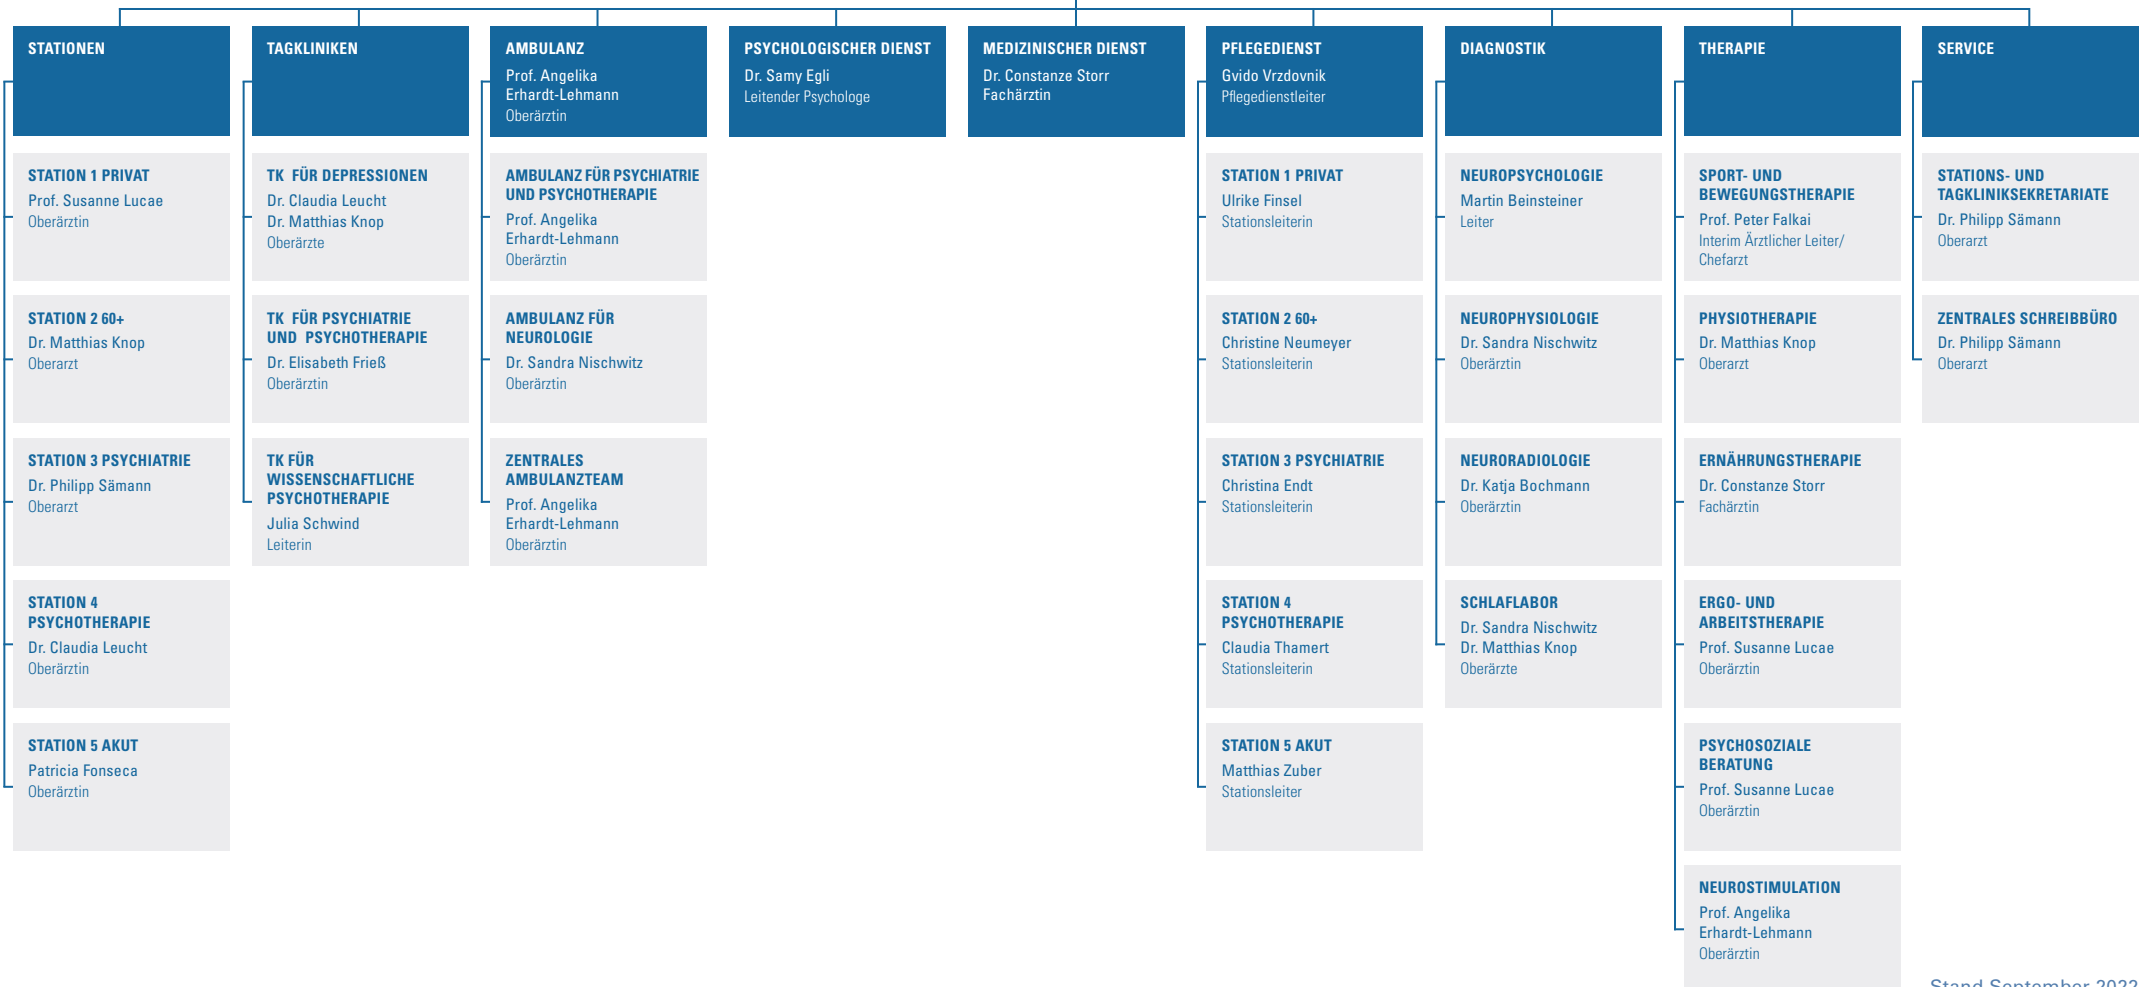 STATIONEN
STATION 1 PRIVAT
Prof. Susanne Lucae
Oberärztin
STATION 2 60+
Dr. Matthias Knop
Oberarzt
STATION 3 PSYCHIATRIE
Dr. Philipp Sämann
Oberarzt
STATION 4
PSYCHOTHERAPIE
Dr. Claudia Leucht
Oberärztin
STATION 5 AKUT
Patricia Fonseca
Oberärztin
TAGKLINIKEN
TK FÜR DEPRESSIONEN
Dr. Claudia Leucht
Dr. Matthias Knop
Oberärzte
TK FÜR PSYCHIATRIE
UND PSYCHOTHERAPIE
Dr. Elisabeth Frieß
Oberärztin
TK FÜR
WISSENSCHAFTLICHE
PSYCHOTHERAPIE
Julia Schwind
Leiterin
AMBULANZ
Prof. Angelika
Erhardt-Lehmann
Oberärztin
AMBULANZ FÜR PSYCHIATRIE
UND PSYCHOTHERAPIE
Prof. Angelika
Erhardt-Lehmann
Oberärztin
AMBULANZ FÜR
NEUROLOGIE
Dr. Sandra Nischwitz
Oberärztin
ZENTRALES
AMBULANZTEAM
Prof. Angelika
Erhardt-Lehmann
Oberärztin
PSYCHOLOGISCHER DIENST
Dr. Samy Egli
Leitender Psychologe
MEDIZINISCHER DIENST
Dr. Constanze Storr
Fachärztin
PFLEGEDIENST
Gvido Vrzdovnik
Pflegedienstleiter
STATION 1 PRIVAT
Ulrike Finsel
Stationsleiterin
STATION 2 60+
Christine Neumeyer
Stationsleiterin
STATION 3 PSYCHIATRIE
Christina Endt
Stationsleiterin
STATION 4
PSYCHOTHERAPIE
Claudia Thamert
Stationsleiterin
STATION 5 AKUT
Matthias Zuber
Stationsleiter
DIAGNOSTIK
NEUROPSYCHOLOGIE
Martin Beinsteiner
Leiter
NEUROPHYSIOLOGIE
Dr. Sandra Nischwitz
Oberärztin
NEURORADIOLOGIE
Dr. Katja Bochmann
Oberärztin
SCHLAFLABOR
Dr. Sandra Nischwitz
Dr. Matthias Knop
Oberärzte
THERAPIE
SPORT- UND
BEWEGUNGSTHERAPIE
Prof. Peter Falkai
Interim Ärztlicher Leiter/
Chefarzt
PHYSIOTHERAPIE
Dr. Matthias Knop
Oberarzt
ERNÄHRUNGSTHERAPIE
Dr. Constanze Storr
Fachärztin
ERGO- UND
ARBEITSTHERAPIE
Prof. Susanne Lucae
Oberärztin
PSYCHOSOZIALE
BERATUNG
Prof. Susanne Lucae
Oberärztin
NEUROSTIMULATION
Prof. Angelika
Erhardt-Lehmann
Oberärztin
SERVICE
STATIONS- UND
TAGKLINIKSEKRETARIATE
Dr. Philipp Sämann
Oberarzt
ZENTRALES SCHREIBBÜRO
Dr. Philipp Sämann
Oberarzt
Stand September 2022